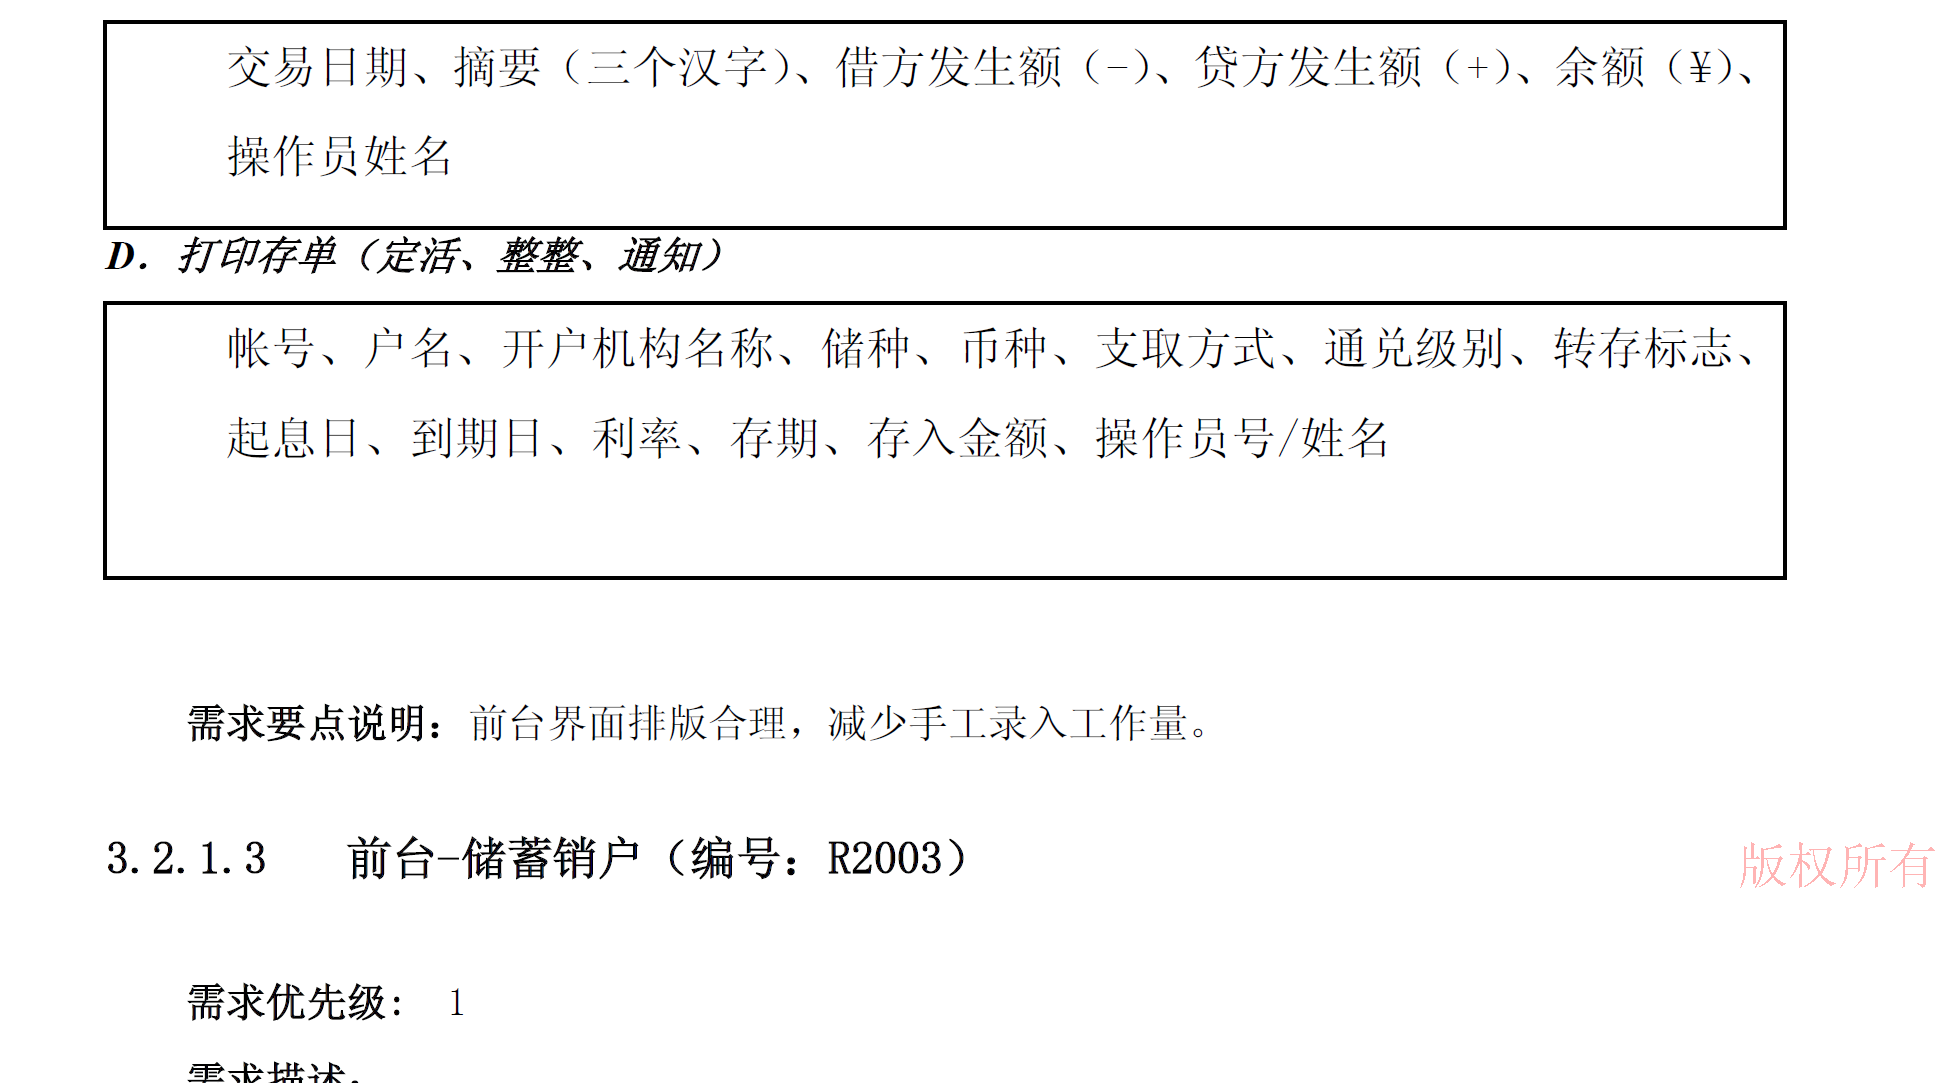 交易日期、摘要（三个汉字）、借方发生额（-）、贷方发生额（+）、余额（¥）、
操作员姓名
D. 打印存单（定活、整整、通知）
帐号、户名、开户机构名称、储种、币种、支取方式、通兑级别、转存标志、
起息日、到期日、利率、存期、存入金额、操作员号/姓名
需求要点说明：前台界面排版合理，减少手工录入工作量。
3.2.1.3 前台-储蓄销户（编号：R2003）
版权所有
需求优先级： 1
需求描述：